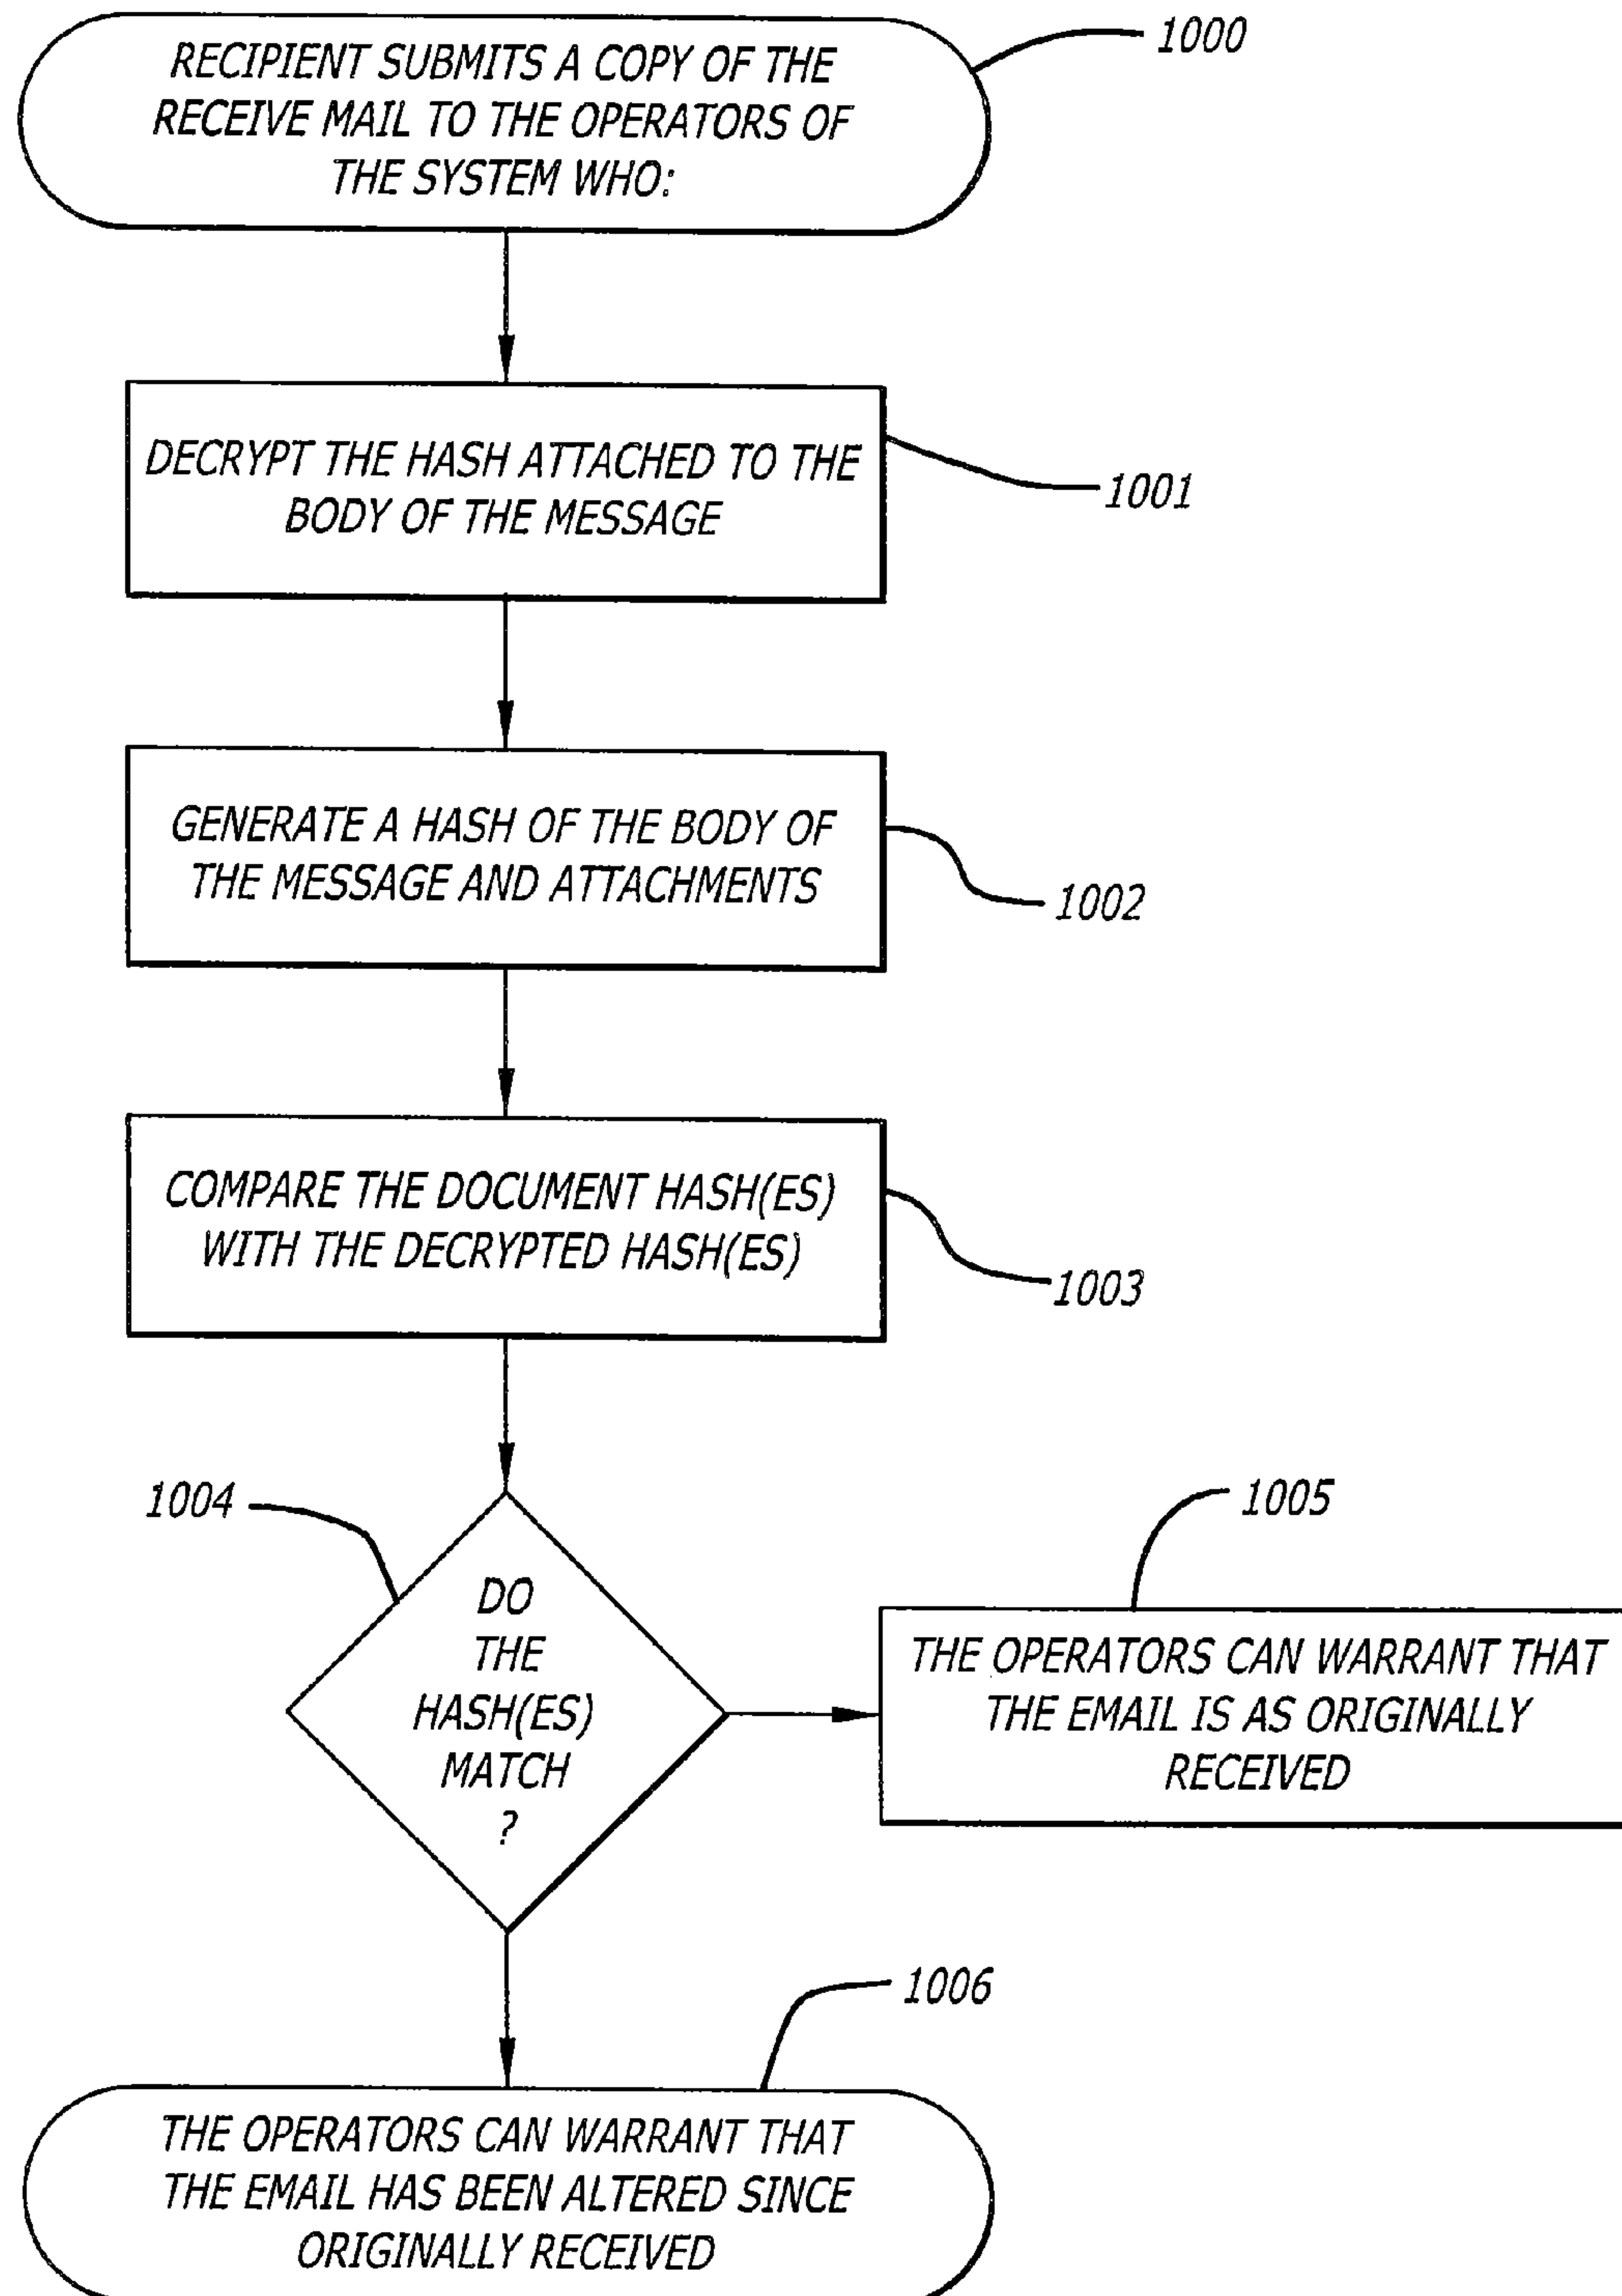 RECIPIENT SUBMITS A COPY OF THE
RECEIVE MAIL TO THE OPERATORS OF
THE SYSTEM WHO:
1000
DECRYPT THE HASH ATTACHED TO THE
BODY OF THE MESSAGE
1001
GENERATE A HASH OF THE BODY OF
THE MESSAGE AND ATTACHMENTS
1002
COMPARE THE DOCUMENT HASH(ES)
WITH THE DECRYPTED HASH(ES)
1003
1004
DO
THE
HASH(ES)
MATCH
?
1005
THE OPERATORS CAN WARRANT THAT
THE EMAIL IS AS ORIGINALLY
RECEIVED
1006
THE OPERATORS CAN WARRANT THAT
THE EMAIL HAS BEEN ALTERED SINCE
ORIGINALLY RECEIVED